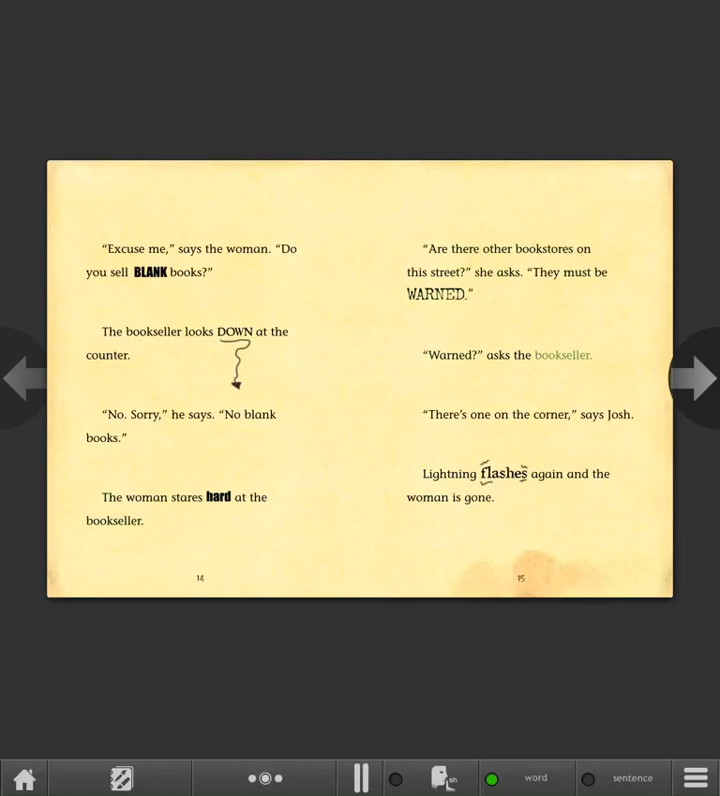 “Excuse me,” says the woman. “Do
you sell BLANK books?”
The bookseller looks DOWN at the
counter.
“No. Sorry,” he says. “No blank
books.”
The woman stares hard at the
bookseller.
14
“Are there other bookstores on
this street?” she asks. “They must be
WARNED.”
“Warned?” asks the bookseller.
“There’s one on the corner,” says Josh.
Lightning flashes again and the
woman is gone.
15
sh
word
sentence